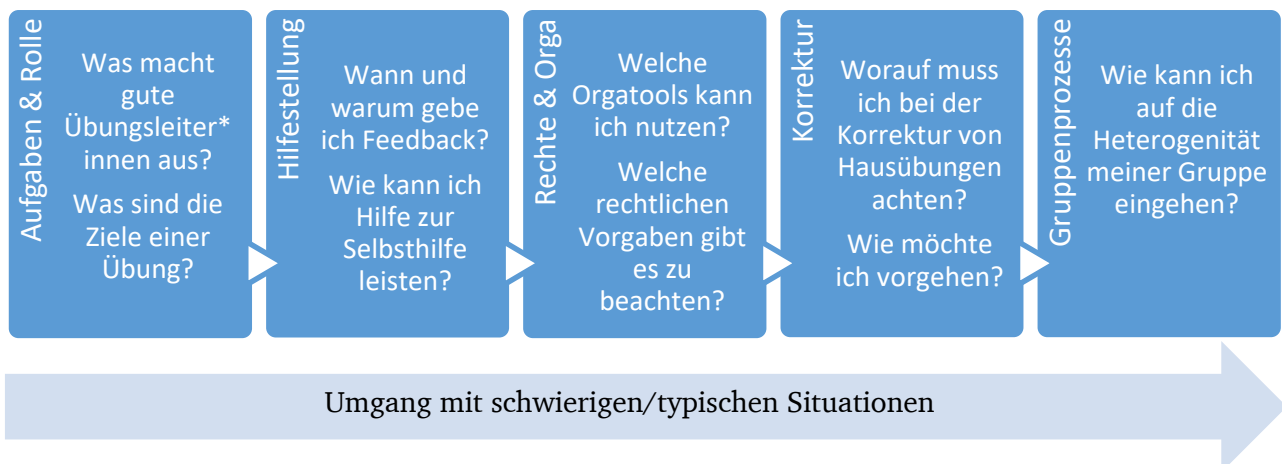 Aufgaben & Rolle
Was macht
gute
Übungsleiter*
innen aus?
Was sind die
Ziele einer
Übung?
Hilfestellung
Wann und
warum gebe
ich Feedback?
Wie kann ich
Hilfe zur
Selbsthilfe
leisten?
Rechte & Orga
Welche
Orgatools kann
ich nutzen?
Welche
rechtlichen
Vorgaben gibt
es zu
beachten?
Korrektur
Worauf muss
ich bei der
Korrektur von
Hausübungen
achten?
Wie möchte
ich vorgehen?
Gruppenprozesse
Wie kann ich
auf die
Heterogenität
meiner Gruppe
eingehen?
Umgang mit schwierigen/typischen Situationen